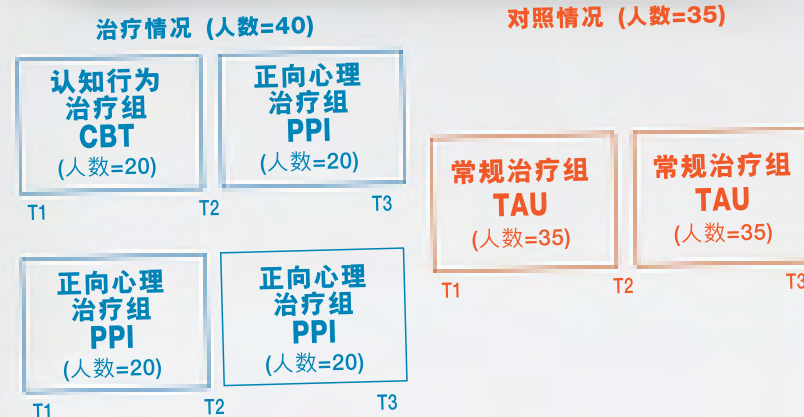 治疗情况 (人数=40)
认知行为
治疗组
CBT
(人数=20)
正向心理
治疗组
PPI
(人数=20)
T1
T2
T3
正向心理
治疗组
PPI
(人数=20)
正向心理
治疗组
PPI
(人数=20)
T1
T2
T3
对照情况 (人数=35)
常规治疗组
TAU
(人数=35)
常规治疗组
TAU
(人数=35)
T1
T2
T3